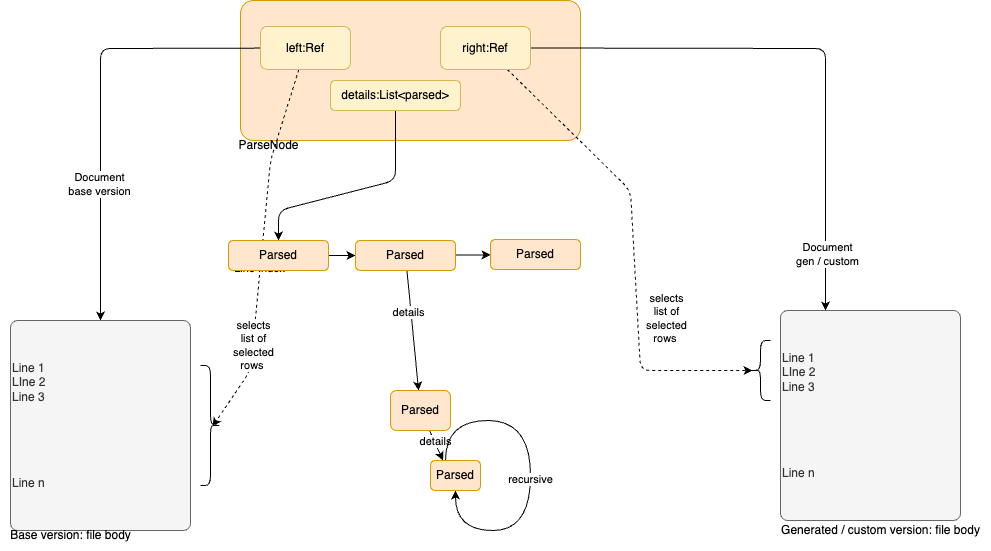 left:Ref
right:Ref
details:List<parsed>
ParseNode
Document
base version
Parsed
Parsed
Parsed
Document
gen / custom
details
selects
list of
selected
rows
selects
list of
selected
rows
Line 1
LIne 2
Line 3
Line n
Line 1
LIne 2
Line 3
Line n
Parsed
details
Parsed
recursive
Base version: file body
Generated / custom version: file body